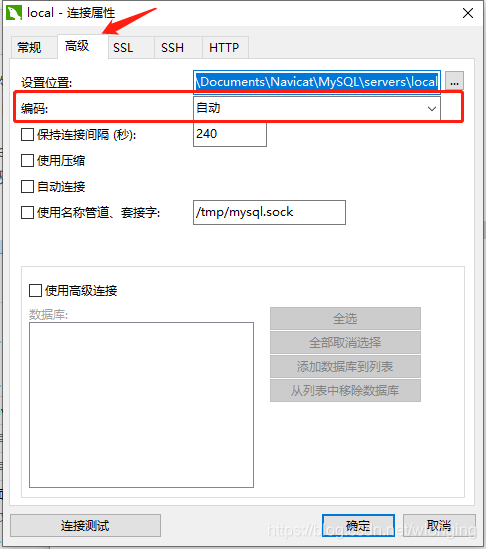 local - 连接属性
常规 高级 SSL SSH HTTP
设置位置: \Documents\Navicat\MySQL\servers\local ...
编码: 自动
保持连接间隔 (秒): 240
使用压缩
自动连接
使用名称管道、套接字: /tmp/mysql.sock
使用高级连接
数据库:
全选
全部取消选择
添加数据库到列表
从列表中移除数据库
连接测试 确定 取消